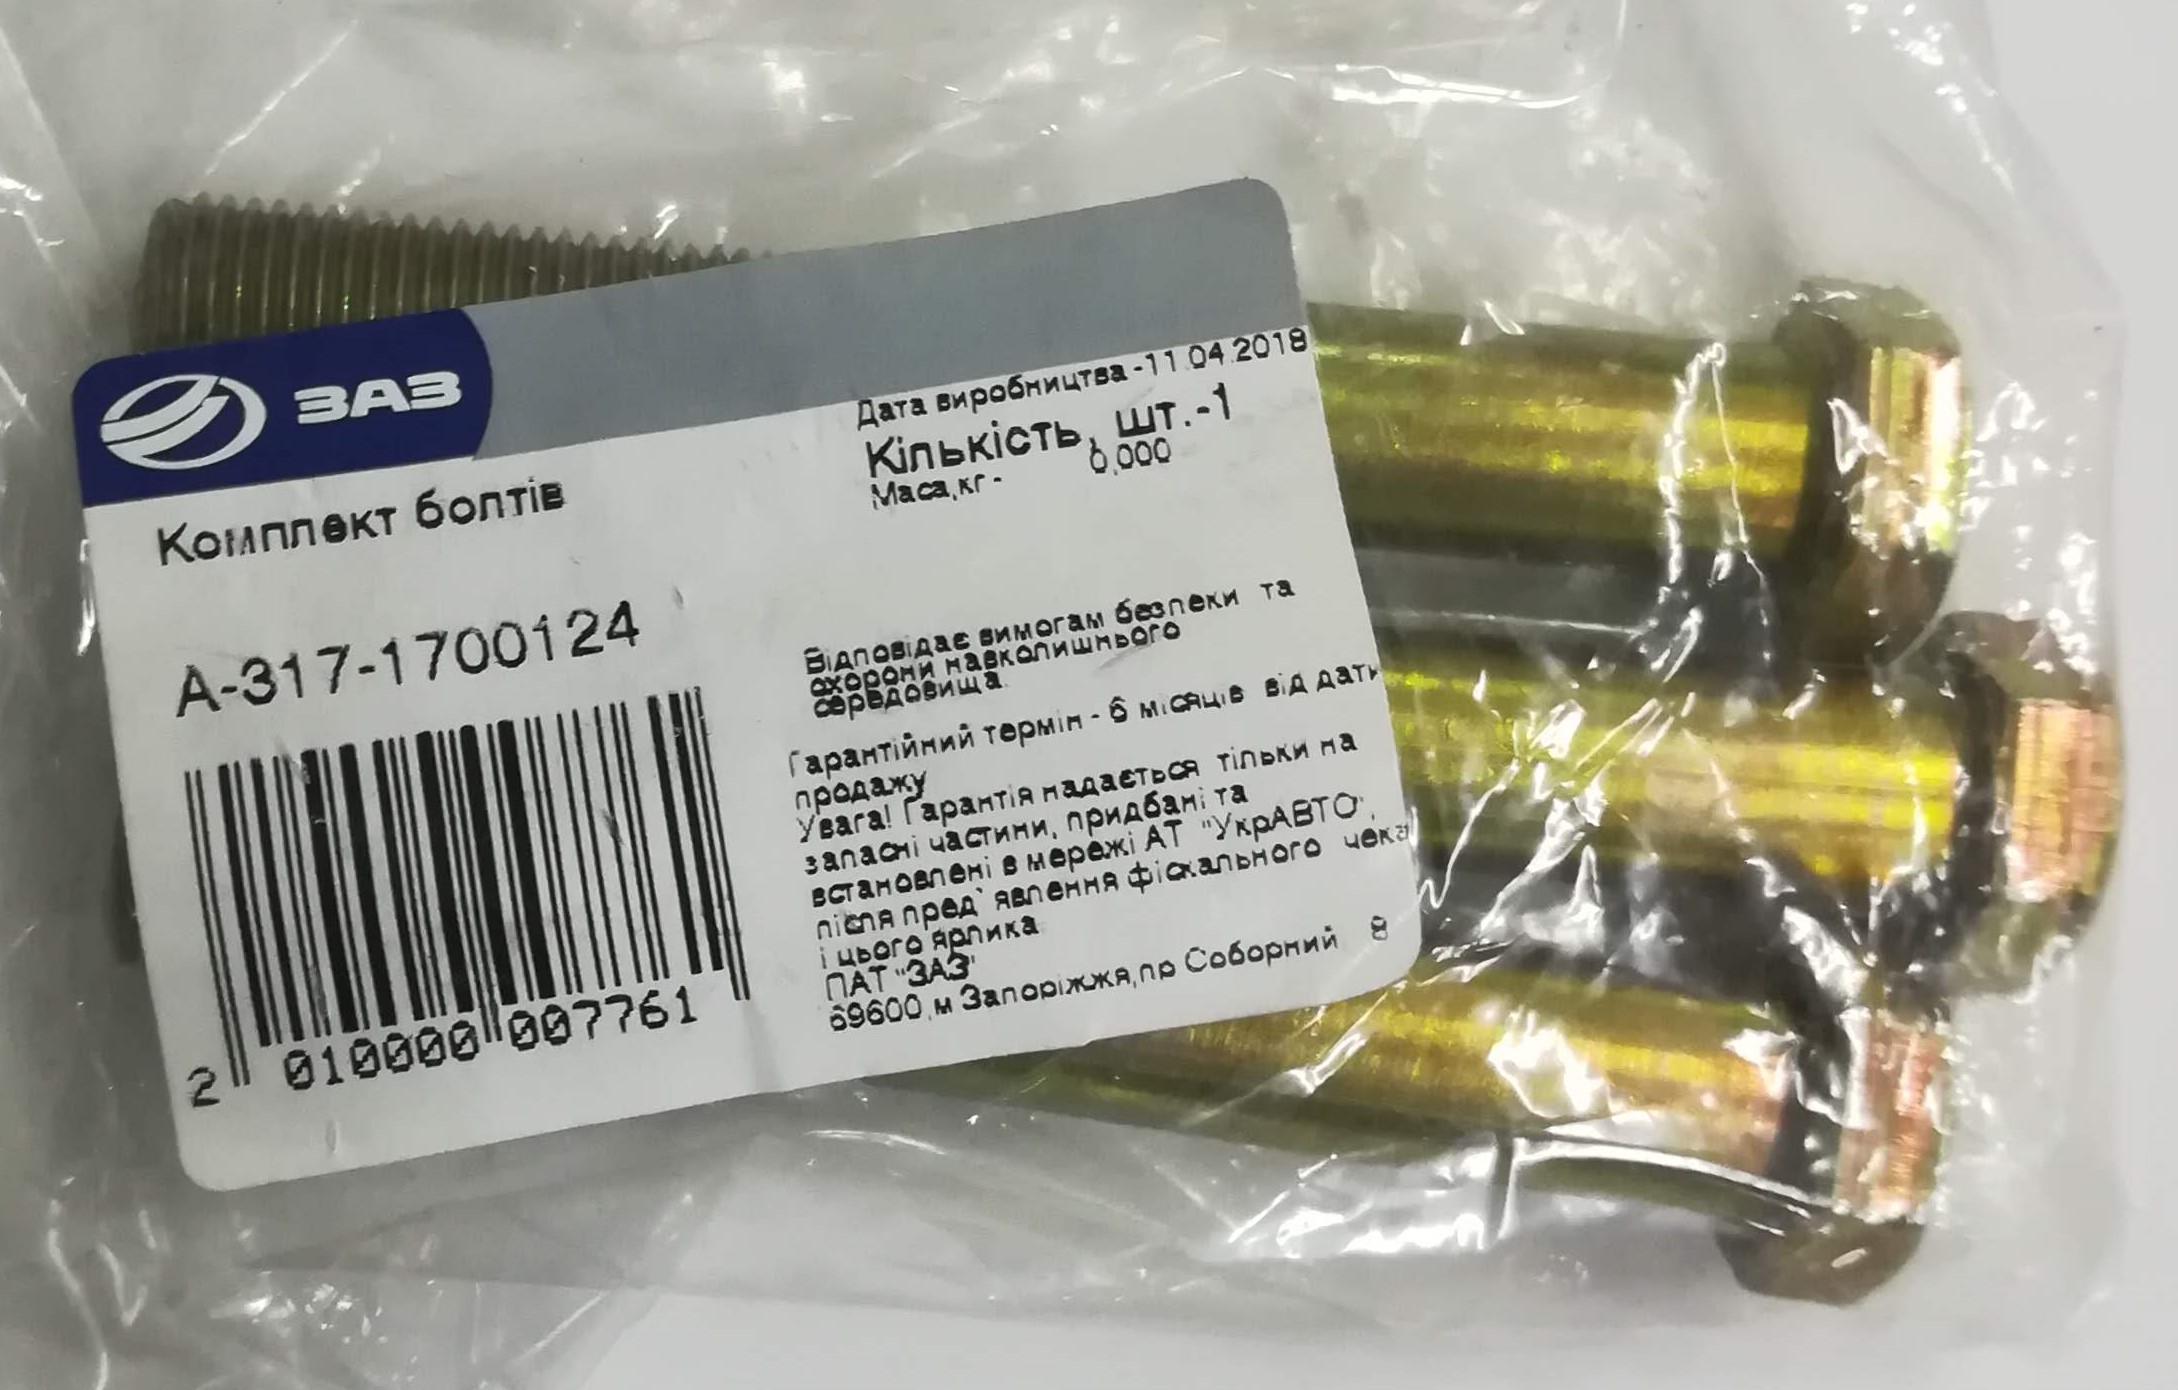 ЗАЗ
Дата виробництва -11.04.2018
Кількість, шт.-1
Маса,кг - 0,000
Комплект болтів
А-317-1700124
Відповідає вимогам безпеки та
охорони навколишнього
середовища.
Гарантійний термін - 6 місяців від дати
продажу
Увага! Гарантія надається тільки на
запасні частини, придбані та
встановлені в мережі АТ "УкрАВТО",
після пред`явлення фіскального чека
і цього ярлика
ПАТ "ЗАЗ"
69600,м Запоріжжя,пр Соборний 8
2 010000 007761